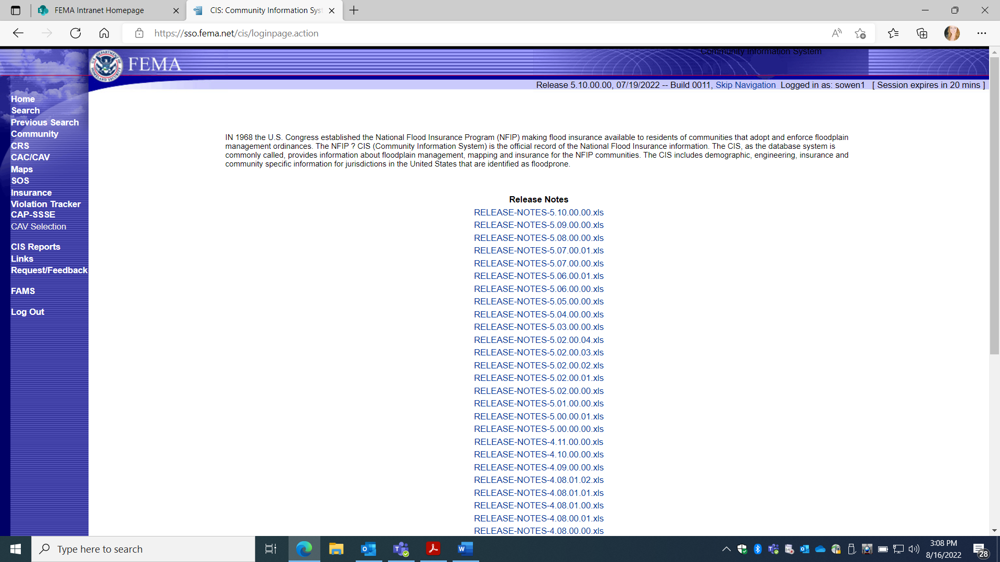 FEMA Intranet Homepage
CIS: Community Information Syst
https://sso.fema.net/cis/loginpage.action
Community Information System
FEMA
Release 5.10.00.00, 07/19/2022 -- Build 0011, Skip Navigation Logged in as: sowen1 [ Session expires in 20 mins ]
Home
Search
Previous Search
Community
CRS
CAC/CAV
Maps
SOS
Insurance
Violation Tracker
CAP-SSSE
CAV Selection
CIS Reports
Links
Request/Feedback
FAMS
Log Out
IN 1968 the U.S. Congress established the National Flood Insurance Program (NFIP) making flood insurance available to residents of communities that adopt and enforce floodplain
management ordinances. The NFIP ? CIS (Community Information System) is the official record of the National Flood Insurance information. The CIS, as the database system is
commonly called, provides information about floodplain management, mapping and insurance for the NFIP communities. The CIS includes demographic, engineering, insurance and
community specific information for jurisdictions in the United States that are identified as floodprone.
Release Notes
RELEASE-NOTES-5.10.00.00.xls
RELEASE-NOTES-5.09.00.00.xls
RELEASE-NOTES-5.08.00.00.xls
RELEASE-NOTES-5.07.00.01.xls
RELEASE-NOTES-5.07.00.00.xls
RELEASE-NOTES-5.06.00.01.xls
RELEASE-NOTES-5.06.00.00.xls
RELEASE-NOTES-5.05.00.00.xls
RELEASE-NOTES-5.04.00.00.xls
RELEASE-NOTES-5.03.00.00.xls
RELEASE-NOTES-5.02.00.04.xls
RELEASE-NOTES-5.02.00.03.xls
RELEASE-NOTES-5.02.00.02.xls
RELEASE-NOTES-5.02.00.01.xls
RELEASE-NOTES-5.02.00.00.xls
RELEASE-NOTES-5.01.00.00.xls
RELEASE-NOTES-5.00.00.01.xls
RELEASE-NOTES-5.00.00.00.xls
RELEASE-NOTES-4.11.00.00.xls
RELEASE-NOTES-4.10.00.00.xls
RELEASE-NOTES-4.09.00.00.xls
RELEASE-NOTES-4.08.01.02.xls
RELEASE-NOTES-4.08.01.01.xls
RELEASE-NOTES-4.08.01.00.xls
RELEASE-NOTES-4.08.00.01.xls
RELEASE-NOTES-4.08.00.00.xls
Type here to search
3:08 PM
8/16/2022
28